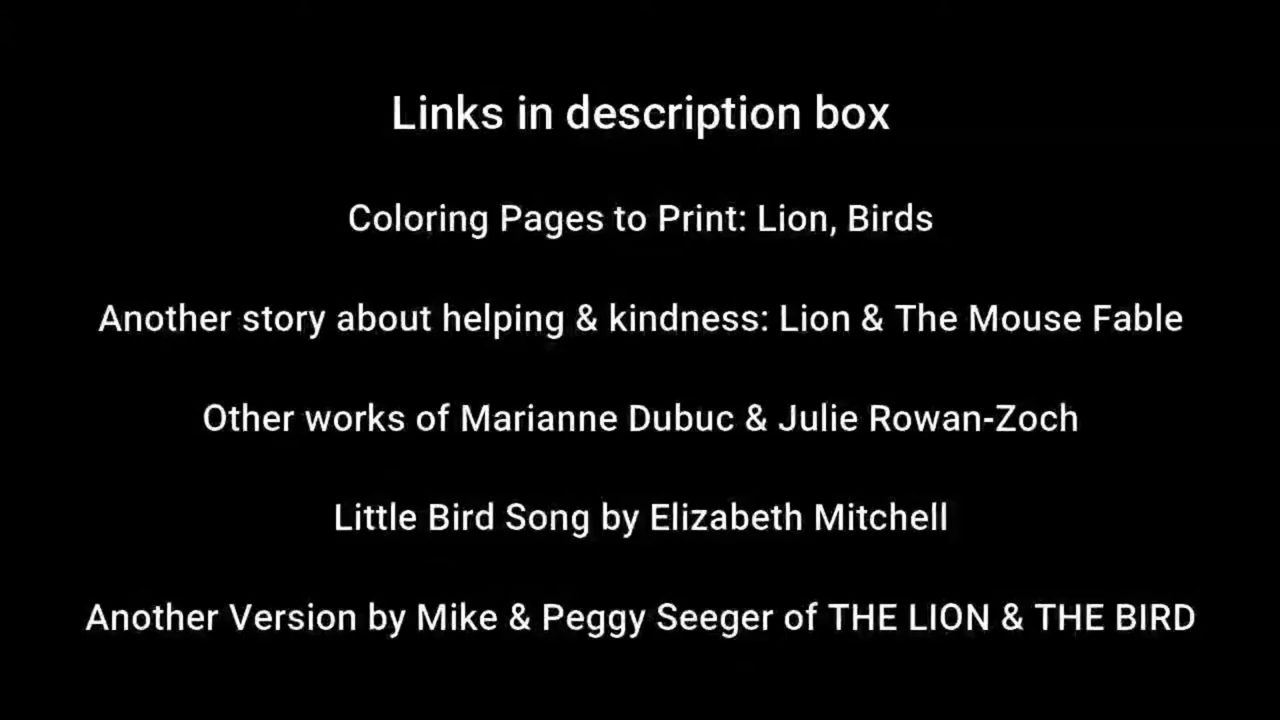 Links in description box
Coloring Pages to Print: Lion, Birds
Another story about helping & kindness: Lion & The Mouse Fable
Other works of Marianne Dubuc & Julie Rowan-Zoch
Little Bird Song by Elizabeth Mitchell
Another Version by Mike & Peggy Seeger of THE LION & THE BIRD